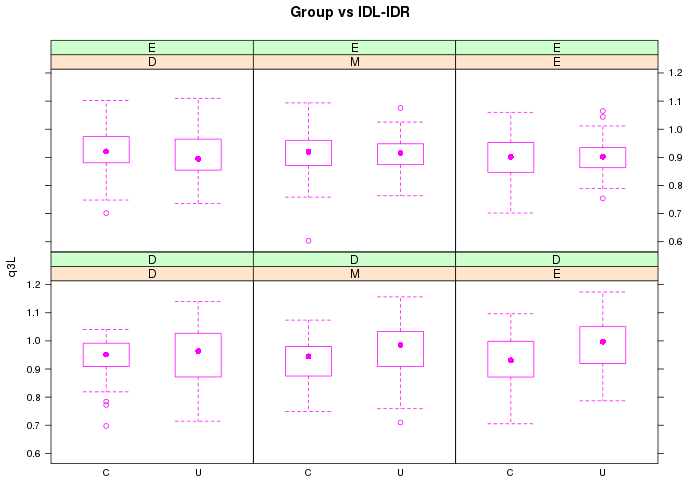 Group vs IDL-IDR
E E E
D M E
1.2
1.1
1.0
0.9
0.8
0.7
0.6
q3L
D D D
D M E
1.2
1.1
1.0
0.9
0.8
0.7
0.6
C U C U C U